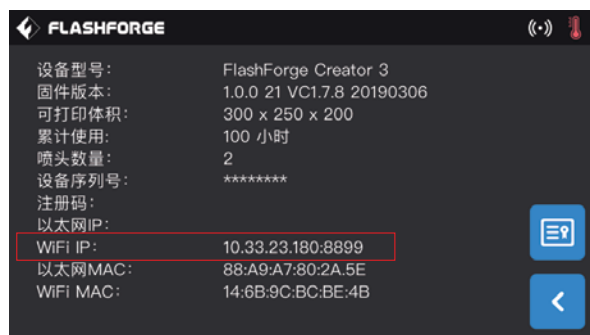 FLASHFORGE
设备型号: FlashForge Creator 3
固件版本: 1.0.0 21 VC1.7.8 20190306
可打印体积: 300 x 250 x 200
累计使用: 100 小时
喷头数量: 2
设备序列号: ********
注册码:
以太网IP:
WiFi IP: 10.33.23.180:8899
以太网MAC: 88:A9:A7:80:2A.5E
WiFi MAC: 14:6B:9C:BC:BE:4B